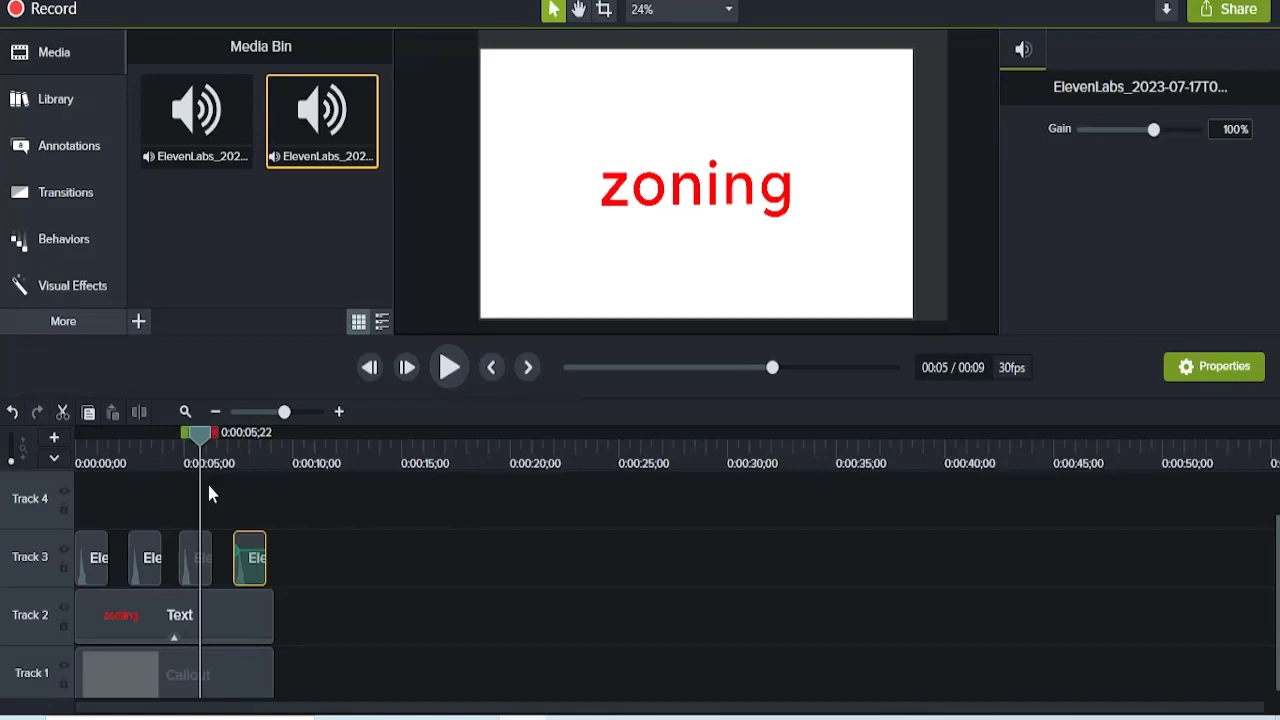 Record
24%
Share
Media
Media Bin
Library
Annotations
Transitions
Behaviors
Visual Effects
More
ElevenLabs_202...
ElevenLabs_202...
zoning
ElevenLabs_2023-07-17T0...
Gain
100%
00:05 / 00:09
30fps
Properties
0:00:05;22
0:00:00;00
0:00:05;00
0:00:10;00
0:00:15;00
0:00:20;00
0:00:25;00
0:00:30;00
0:00:35;00
0:00:40;00
0:00:45;00
0:00:50;00
Track 4
Track 3
Ele
Ele
Ele
Ele
Track 2
zoning
Text
Track 1
Callout